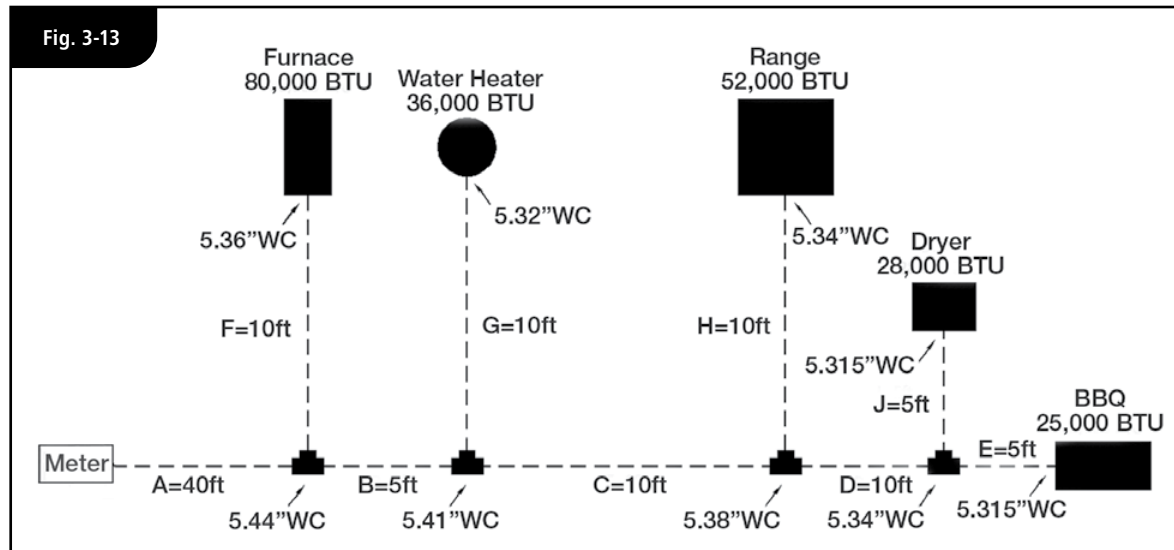 Fig. 3-13
Furnace
80,000 BTU
Water Heater
36,000 BTU
Range
52,000 BTU
5.36”WC
5.32”WC
5.34”WC
Dryer
28,000 BTU
F=10ft
G=10ft
H=10ft
5.315”WC
J=5ft
BBQ
25,000 BTU
Meter
A=40ft
B=5ft
C=10ft
D=10ft
E=5ft
5.44”WC
5.41”WC
5.38”WC
5.34”WC
5.315”WC